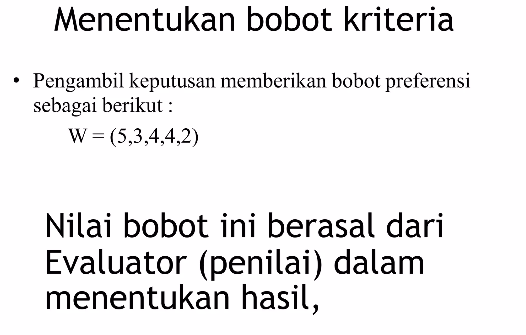 Menentukan bobot kriteria
• Pengambil keputusan memberikan bobot preferensi
sebagai berikut :
W = (5,3,4,4,2)
Nilai bobot ini berasal dari
Evaluator (penilai) dalam
menentukan hasil,